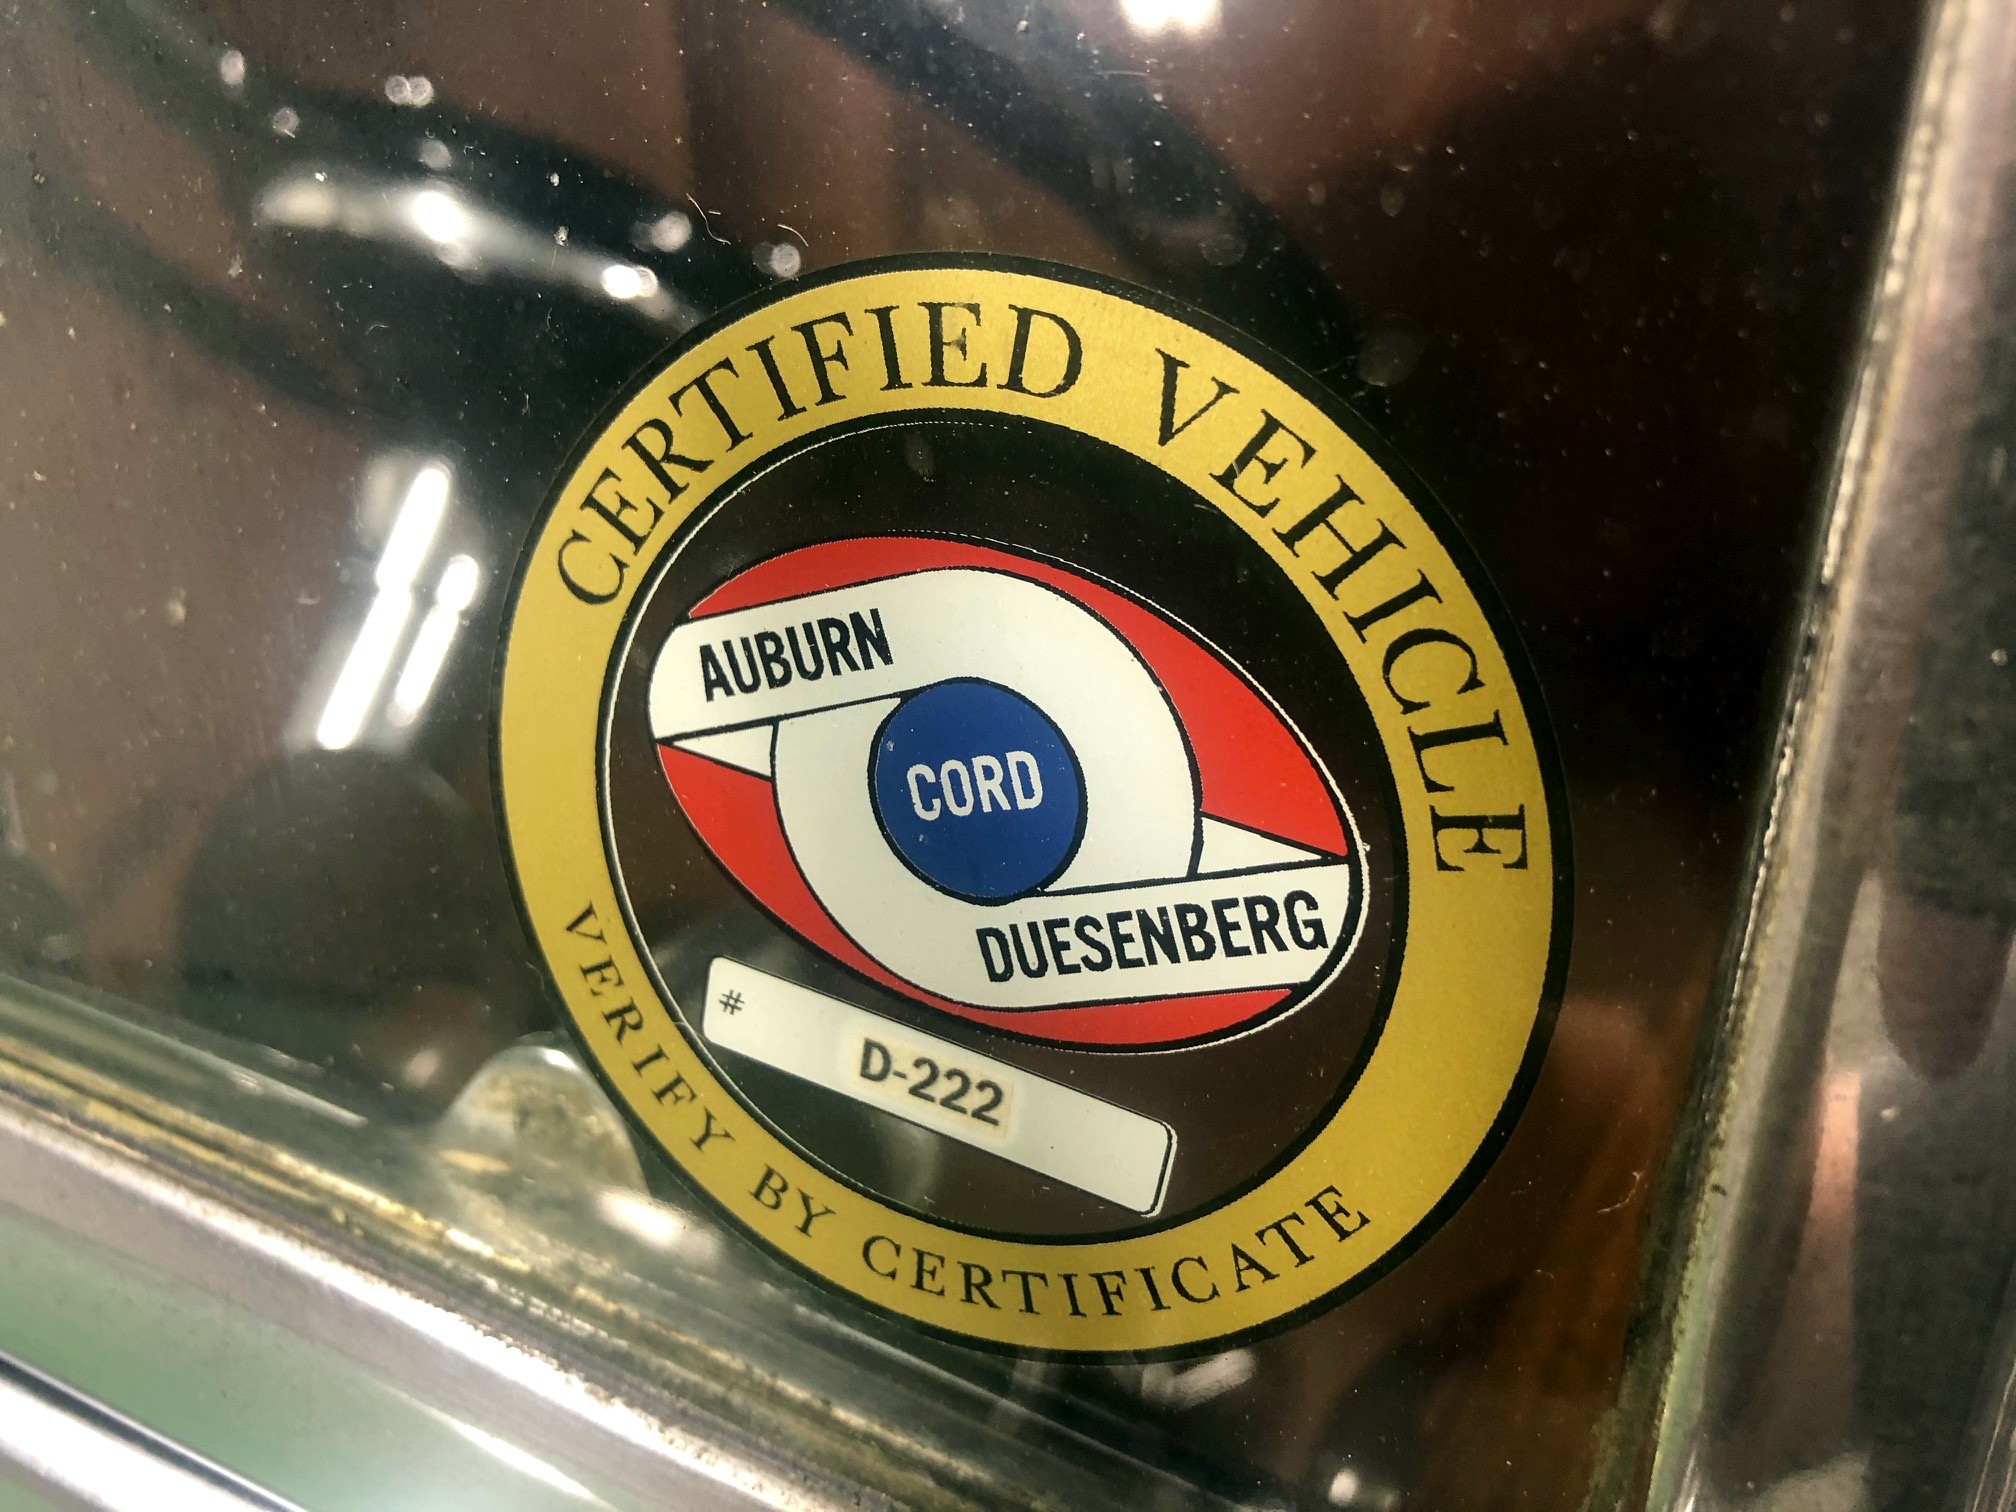 CERTIFIED VEHICLE
AUBURN
CORD
DUESENBERG
# D-222
VERIFY BY CERTIFICATE